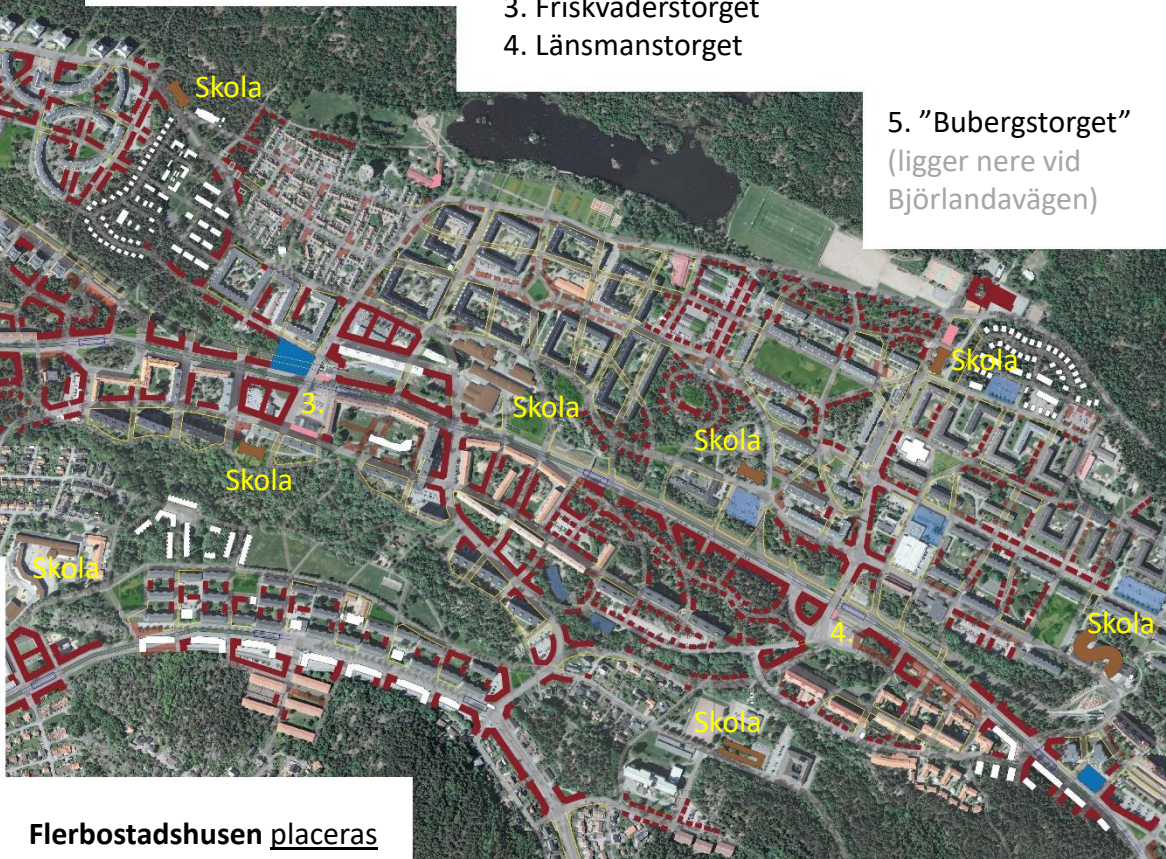 3. Friskväderstorget
4. Länsmanstorget
5. ”Bubergstorget”
(ligger nere vid
Björlandavägen)
Skola
Skola
Skola
Skola
3.
Skola
Skola
Skola
4.
Skola
Flerbostadshusen placeras